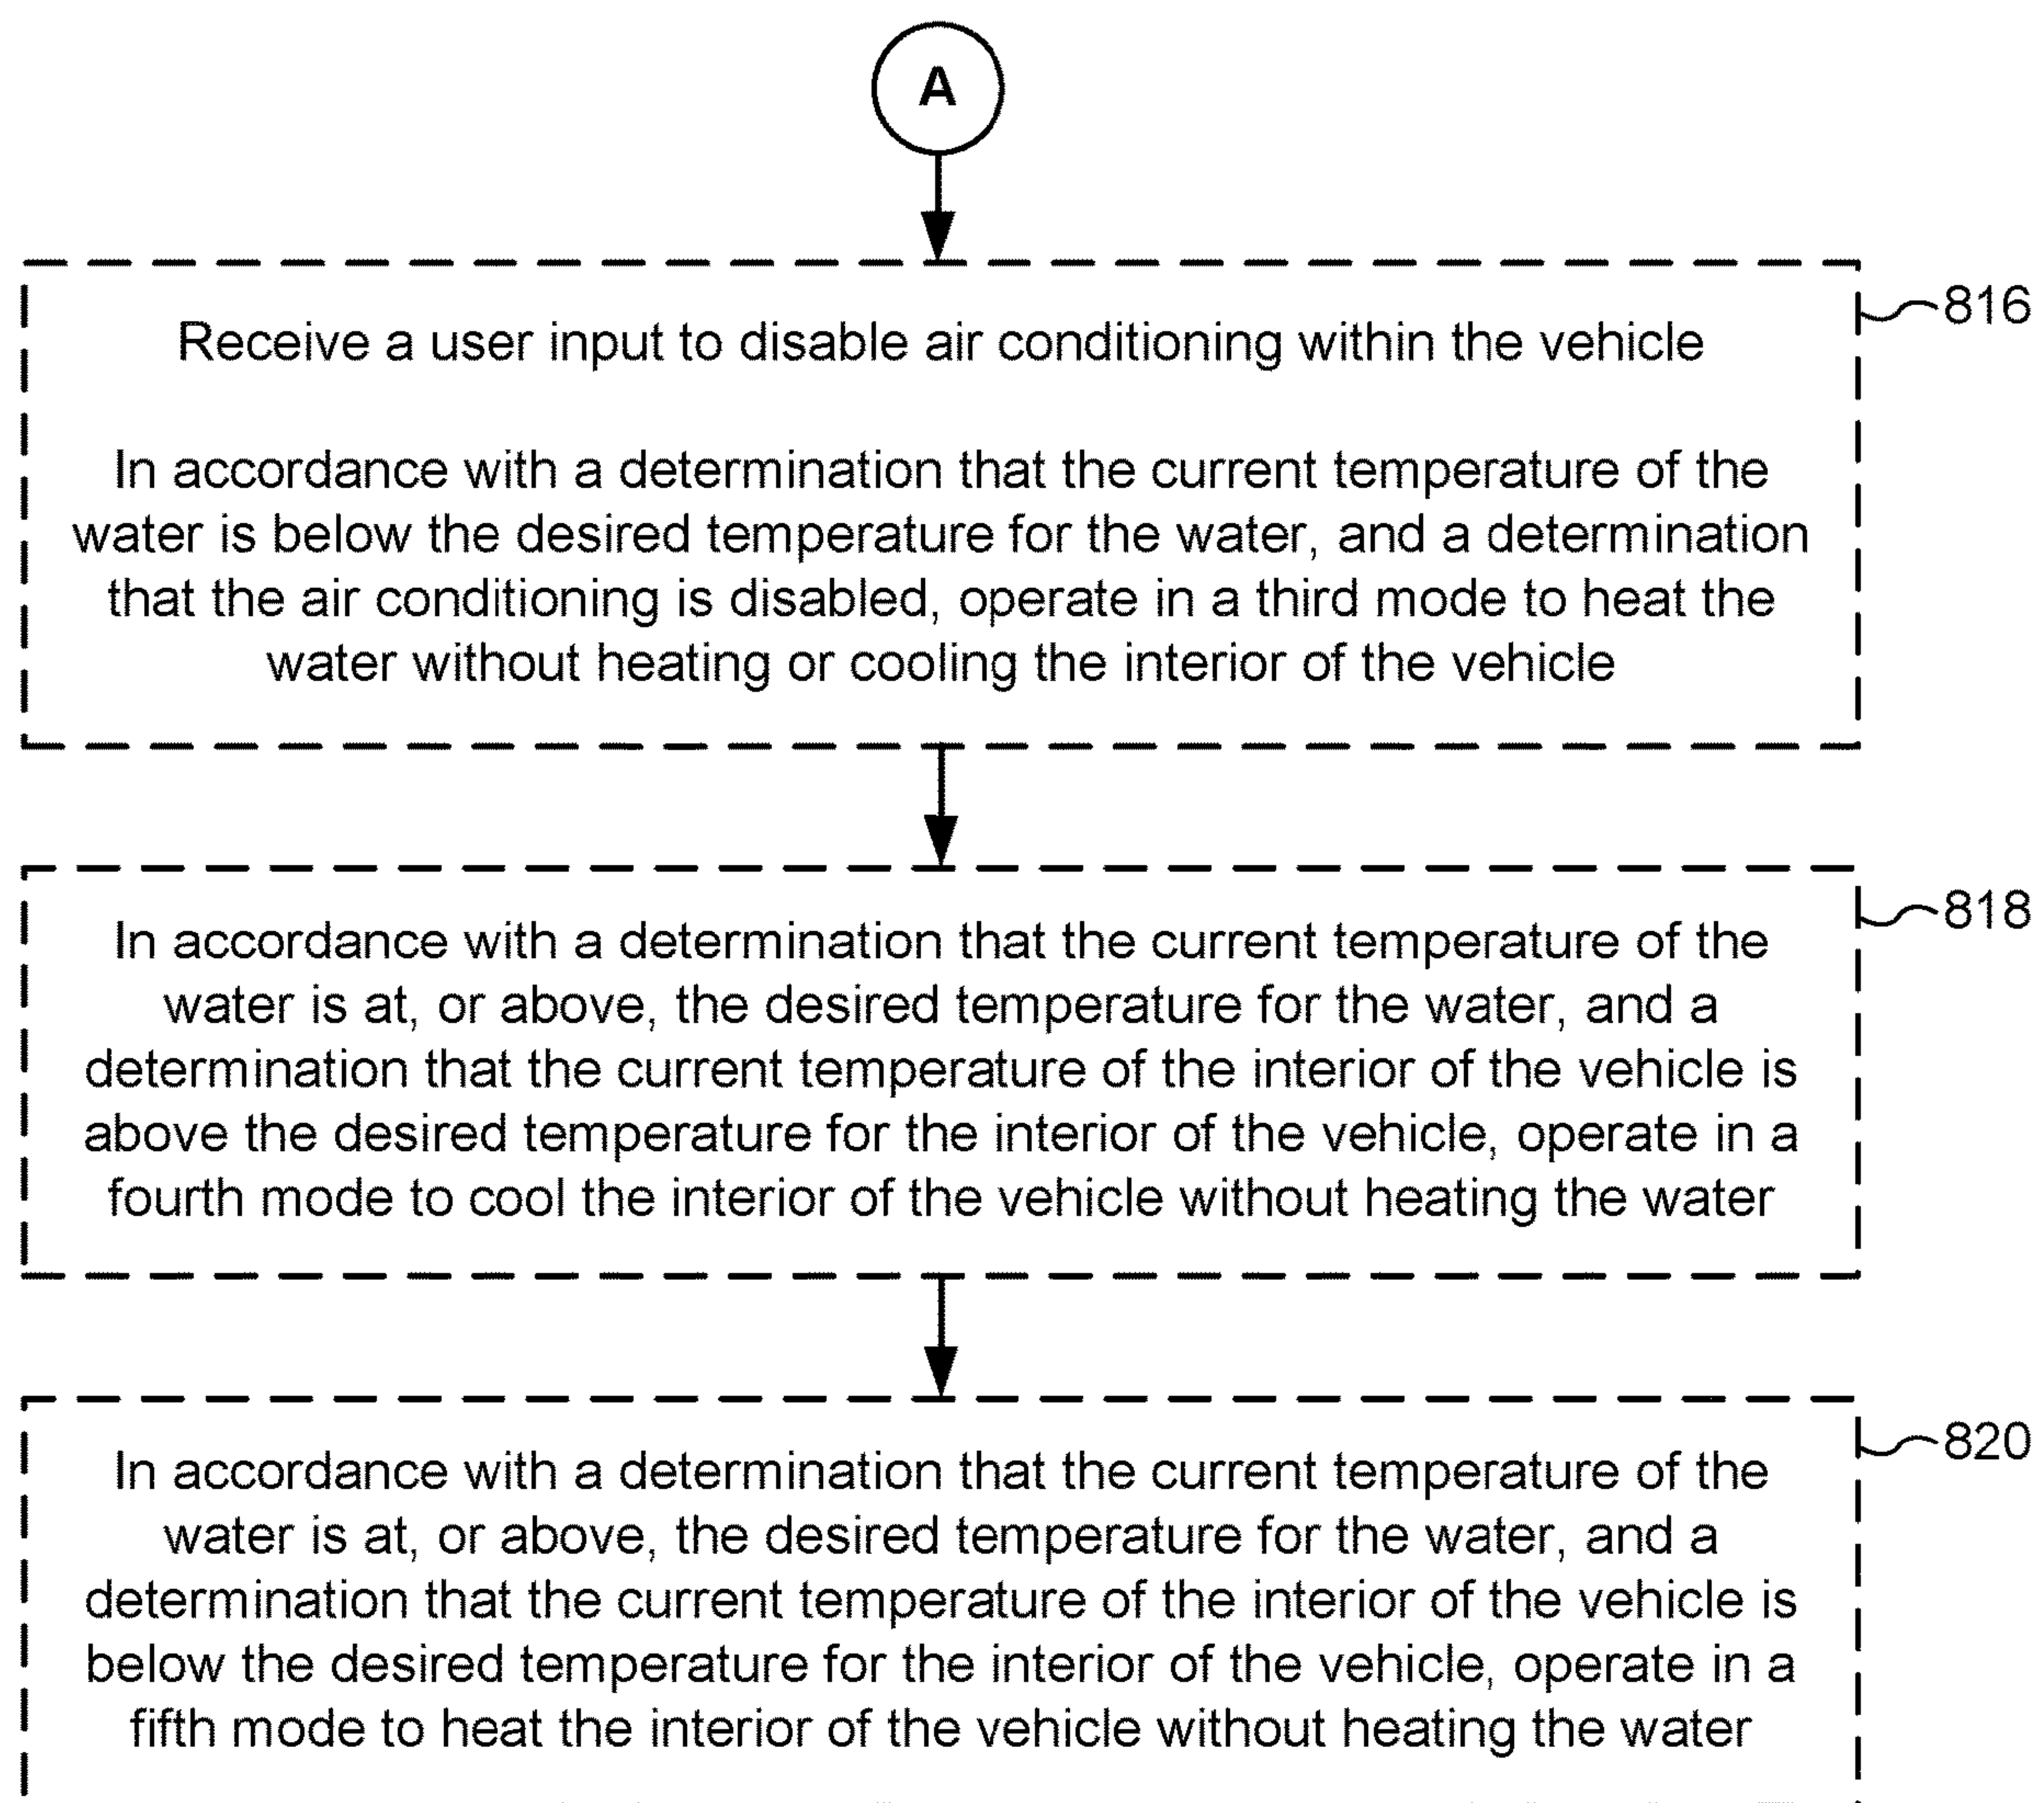 A
816
Receive a user input to disable air conditioning within the vehicle
In accordance with a determination that the current temperature of the
water is below the desired temperature for the water, and a determination
that the air conditioning is disabled, operate in a third mode to heat the
water without heating or cooling the interior of the vehicle
818
In accordance with a determination that the current temperature of the
water is at, or above, the desired temperature for the water, and a
determination that the current temperature of the interior of the vehicle is
above the desired temperature for the interior of the vehicle, operate in a
fourth mode to cool the interior of the vehicle without heating the water
820
In accordance with a determination that the current temperature of the
water is at, or above, the desired temperature for the water, and a
determination that the current temperature of the interior of the vehicle is
below the desired temperature for the interior of the vehicle, operate in a
fifth mode to heat the interior of the vehicle without heating the water